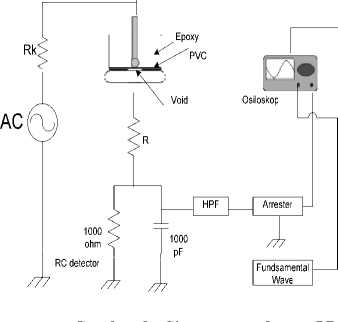 Epoxy
Rk
PVC
Void
Osiloskop
AC
R
HPF
Arrester
1000
ohm
1000
pF
RC detector
Fundsamental
Wave